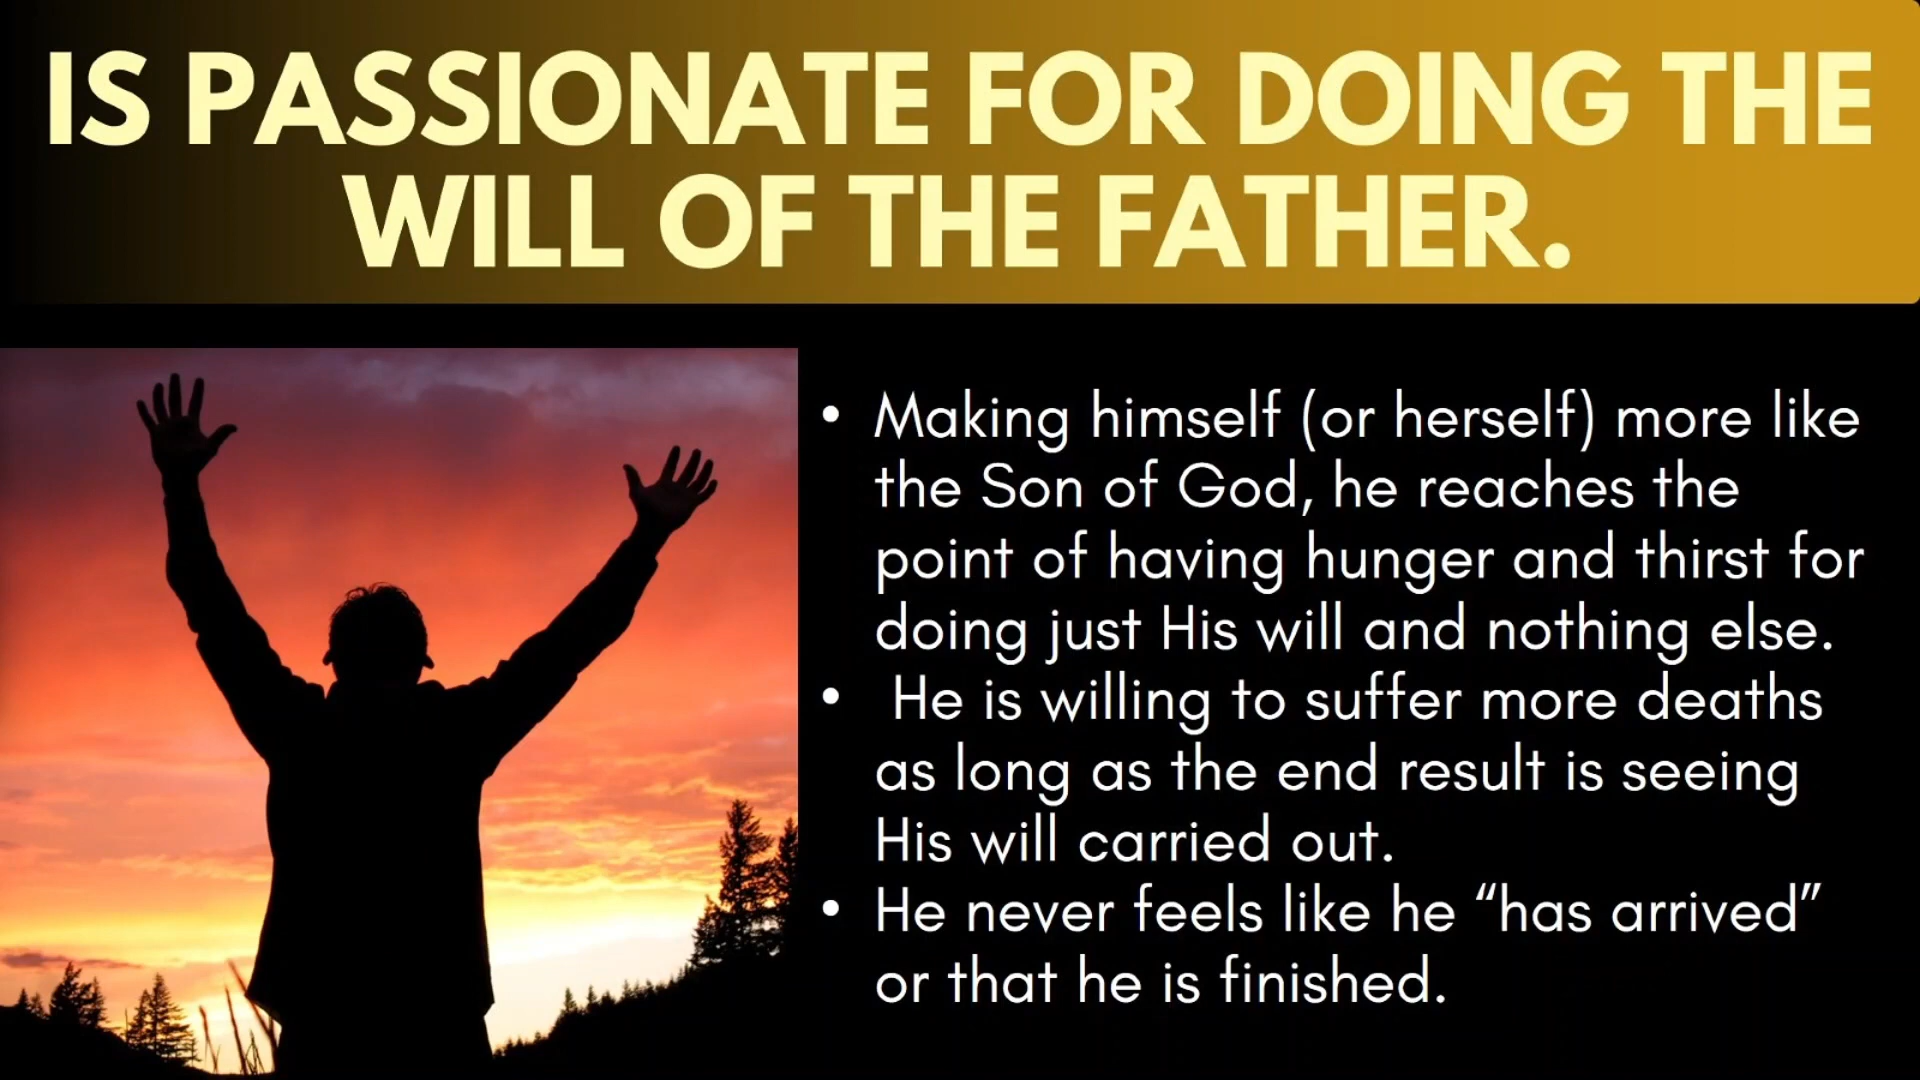 IS PASSIONATE FOR DOING THE
WILL OF THE FATHER.
• Making himself (or herself) more like
the Son of God, he reaches the
point of having hunger and thirst for
doing just His will and nothing else.
• He is willing to suffer more deaths
as long as the end result is seeing
His will carried out.
• He never feels like he “has arrived”
or that he is finished.